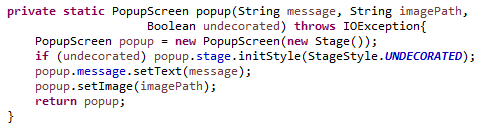 private static PopupScreen popup(String message, String imagePath,
Boolean undecorated) throws IOException{
PopupScreen popup = new PopupScreen(new Stage());
if (undecorated) popup.stage.initStyle(StageStyle.UNDECORATED);
popup.message.setText(message);
popup.setImage(imagePath);
return popup;
}